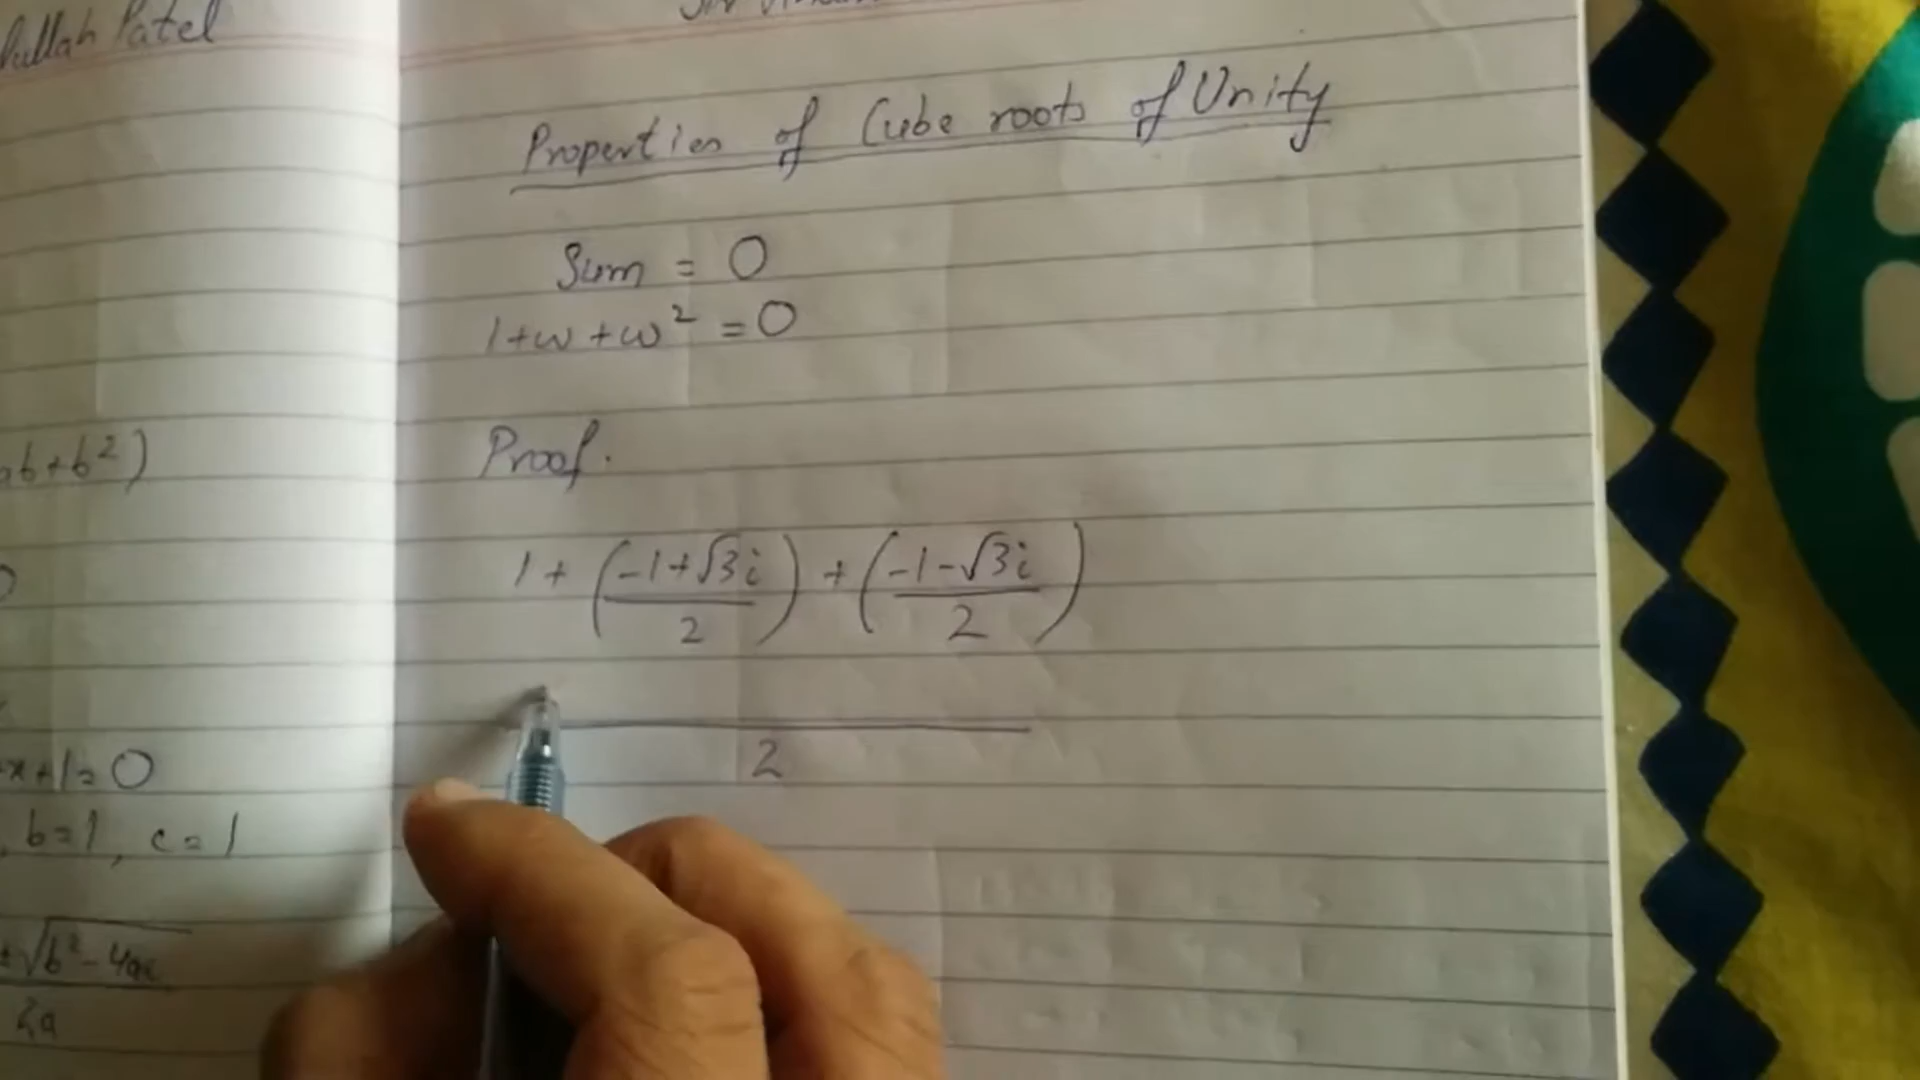 Patel
Properties of Cube roots of Unity
Sum = 0
1+ω+ω² =0
ab+b²)
Proof.
1 + (-1+√3i/2) + (-1-√3i/2)
2
x+1=0
, b=1, c=1
±√b²-4ac
2a